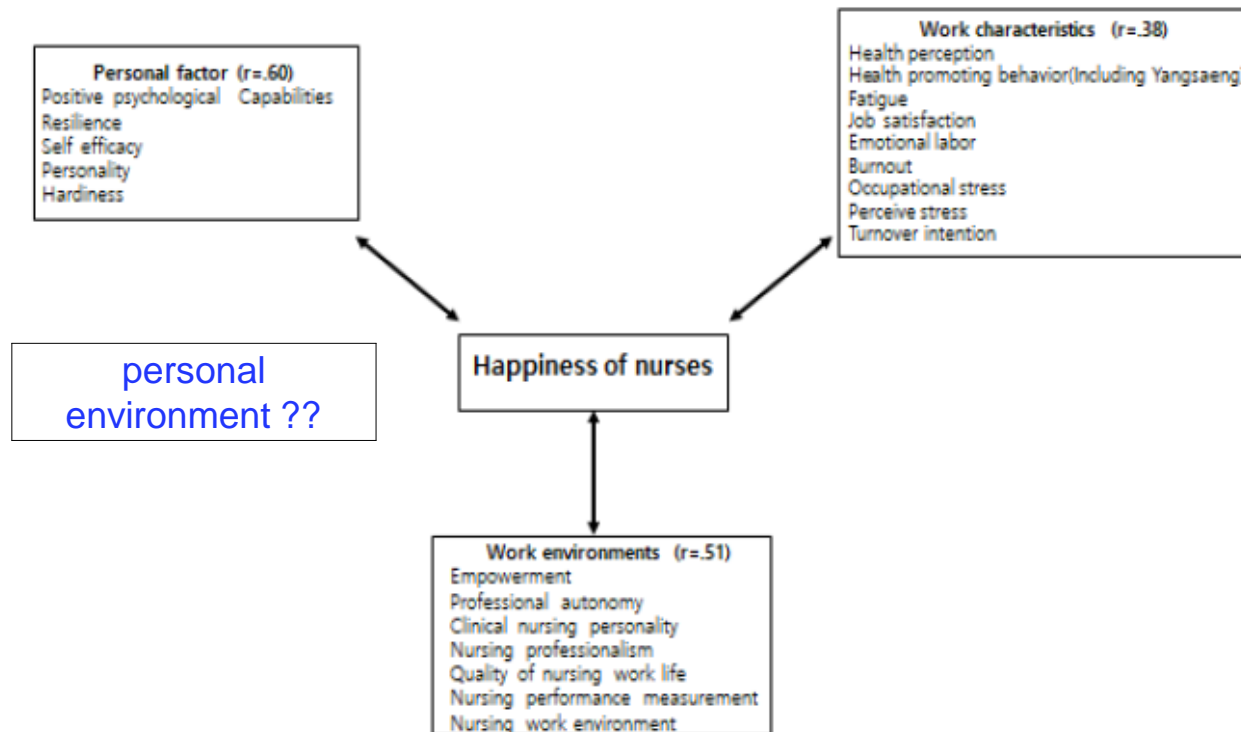 Personal factor (r=.60)
Positive psychological Capabilities
Resilience
Self efficacy
Personality
Hardiness
Work characteristics (r=.38)
Health perception
Health promoting behavior(Including Yangsaeng)
Fatigue
Job satisfaction
Emotional labor
Burnout
Occupational stress
Perceive stress
Turnover intention
personal
environment ??
Happiness of nurses
Work environments (r=.51)
Empowerment
Professional autonomy
Clinical nursing personality
Nursing professionalism
Quality of nursing work life
Nursing performance measurement
Nursing work environment